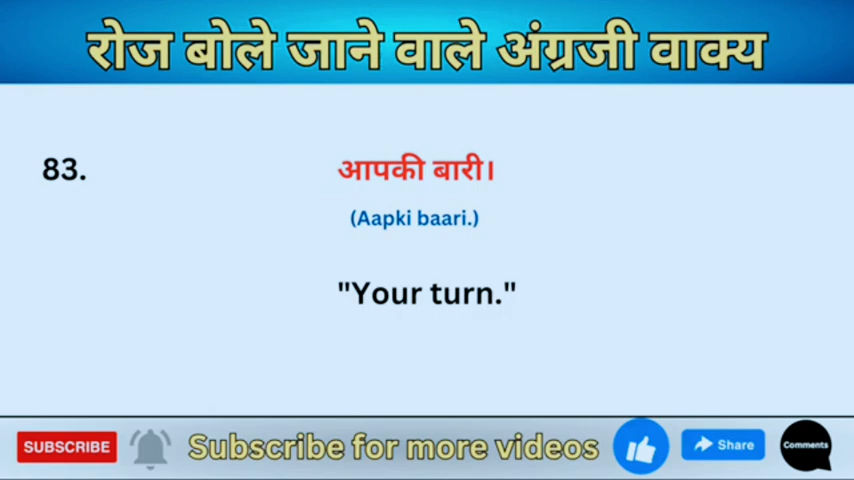 रोज बोले जाने वाले अंग्रजी वाक्य
83.
आपकी बारी।
(Aapki baari.)
"Your turn."
SUBSCRIBE
Subscribe for more videos
Share
Comments